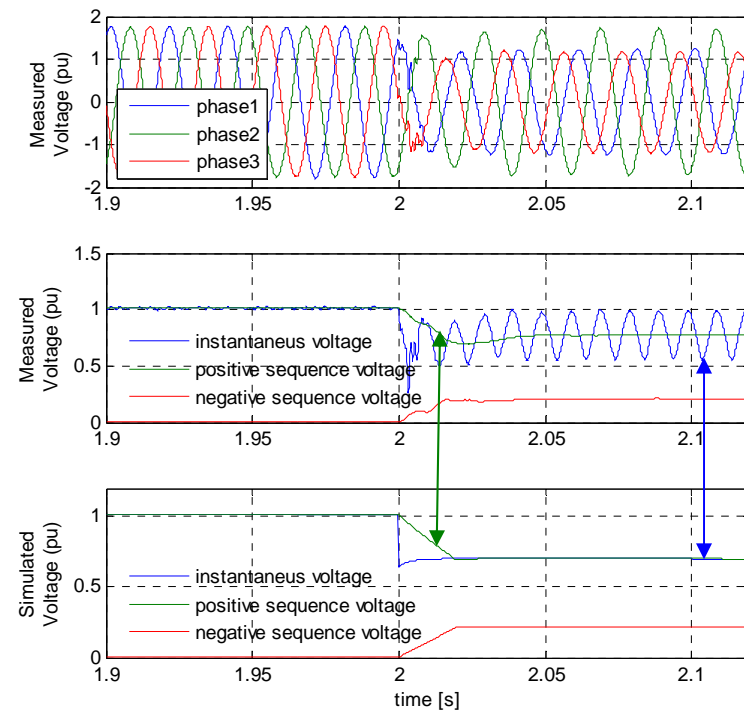 2
1
0
-1
-2
Measured
Voltage (pu)
phase1
phase2
phase3
1.9
1.95
2
2.05
2.1
1.5
1
0.5
0
Measured
Voltage (pu)
instantaneus voltage
positive sequence voltage
negative sequence voltage
1.9
1.95
2
2.05
2.1
1
0.5
0
Simulated
Voltage (pu)
instantaneus voltage
positive sequence voltage
negative sequence voltage
1.9
1.95
2
2.05
2.1
time [s]